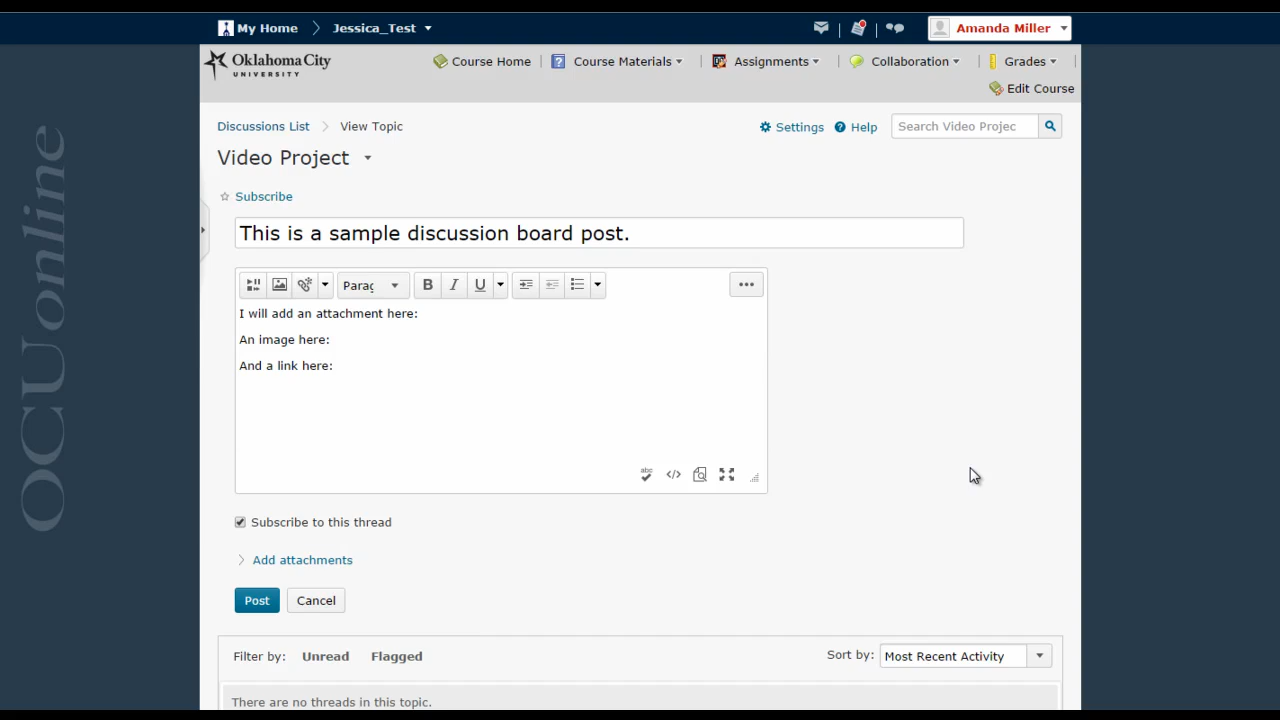 My Home
Jessica_Test
Amanda Miller
Oklahoma City
UNIVERSITY
Course Home
Course Materials
Assignments
Collaboration
Grades
Edit Course
OCUonline
Discussions List
View Topic
Settings
Help
Search Video Projec
Video Project
Subscribe
This is a sample discussion board post.
Parag
B I U
I will add an attachment here:
An image here:
And a link here:
abc
</>
Subscribe to this thread
Add attachments
Post
Cancel
Filter by: Unread Flagged
Sort by: Most Recent Activity
There are no threads in this topic.